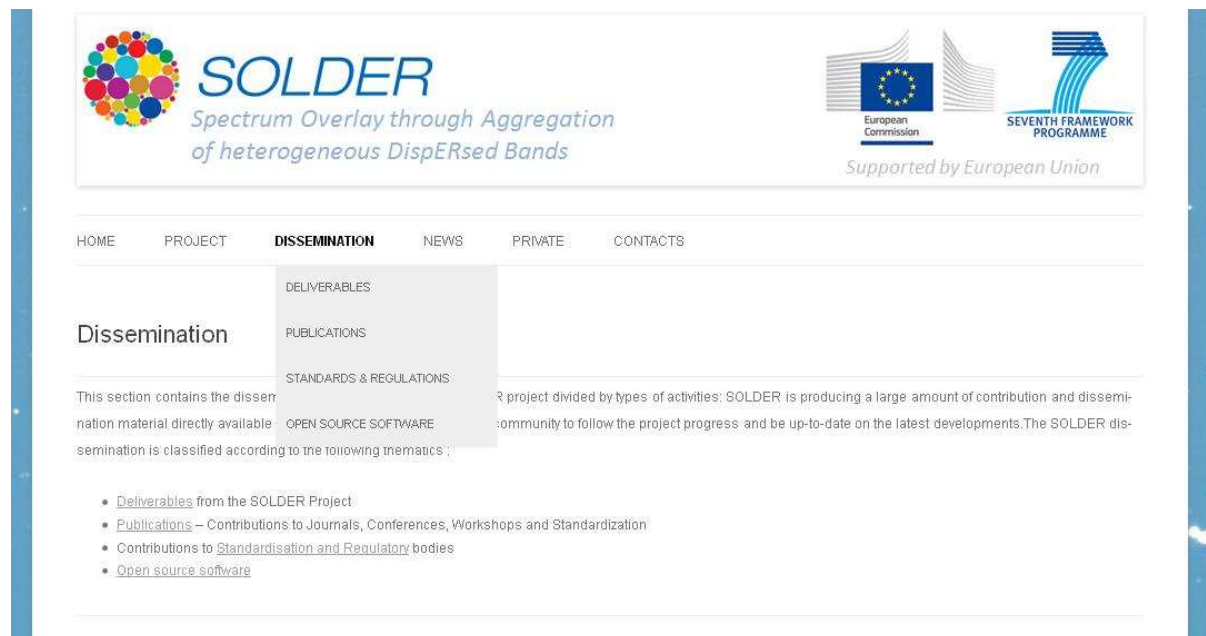 SOLDER
Spectrum Overlay through Aggregation
of heterogeneous DispERsed Bands
European
Commission
SEVENTH FRAMEWORK
PROGRAMME
Supported by European Union
HOME PROJECT DISSEMINATION NEWS PRIVATE CONTACTS
DELIVERABLES
PUBLICATIONS
STANDARDS & REGULATIONS
OPEN SOURCE SOFTWARE
Dissemination
This section contains the project divided by types of activities: SOLDER is producing a large amount of contribution and dissemi-
nation material directly available community to follow the project progress and be up-to-date on the latest developments.The SOLDER dis-
semination is classified according to the following thematics :
• Deliverables from the SOLDER Project
• Publications – Contributions to Journals, Conferences, Workshops and Standardization
• Contributions to Standardisation and Regulatory bodies
• Open source software